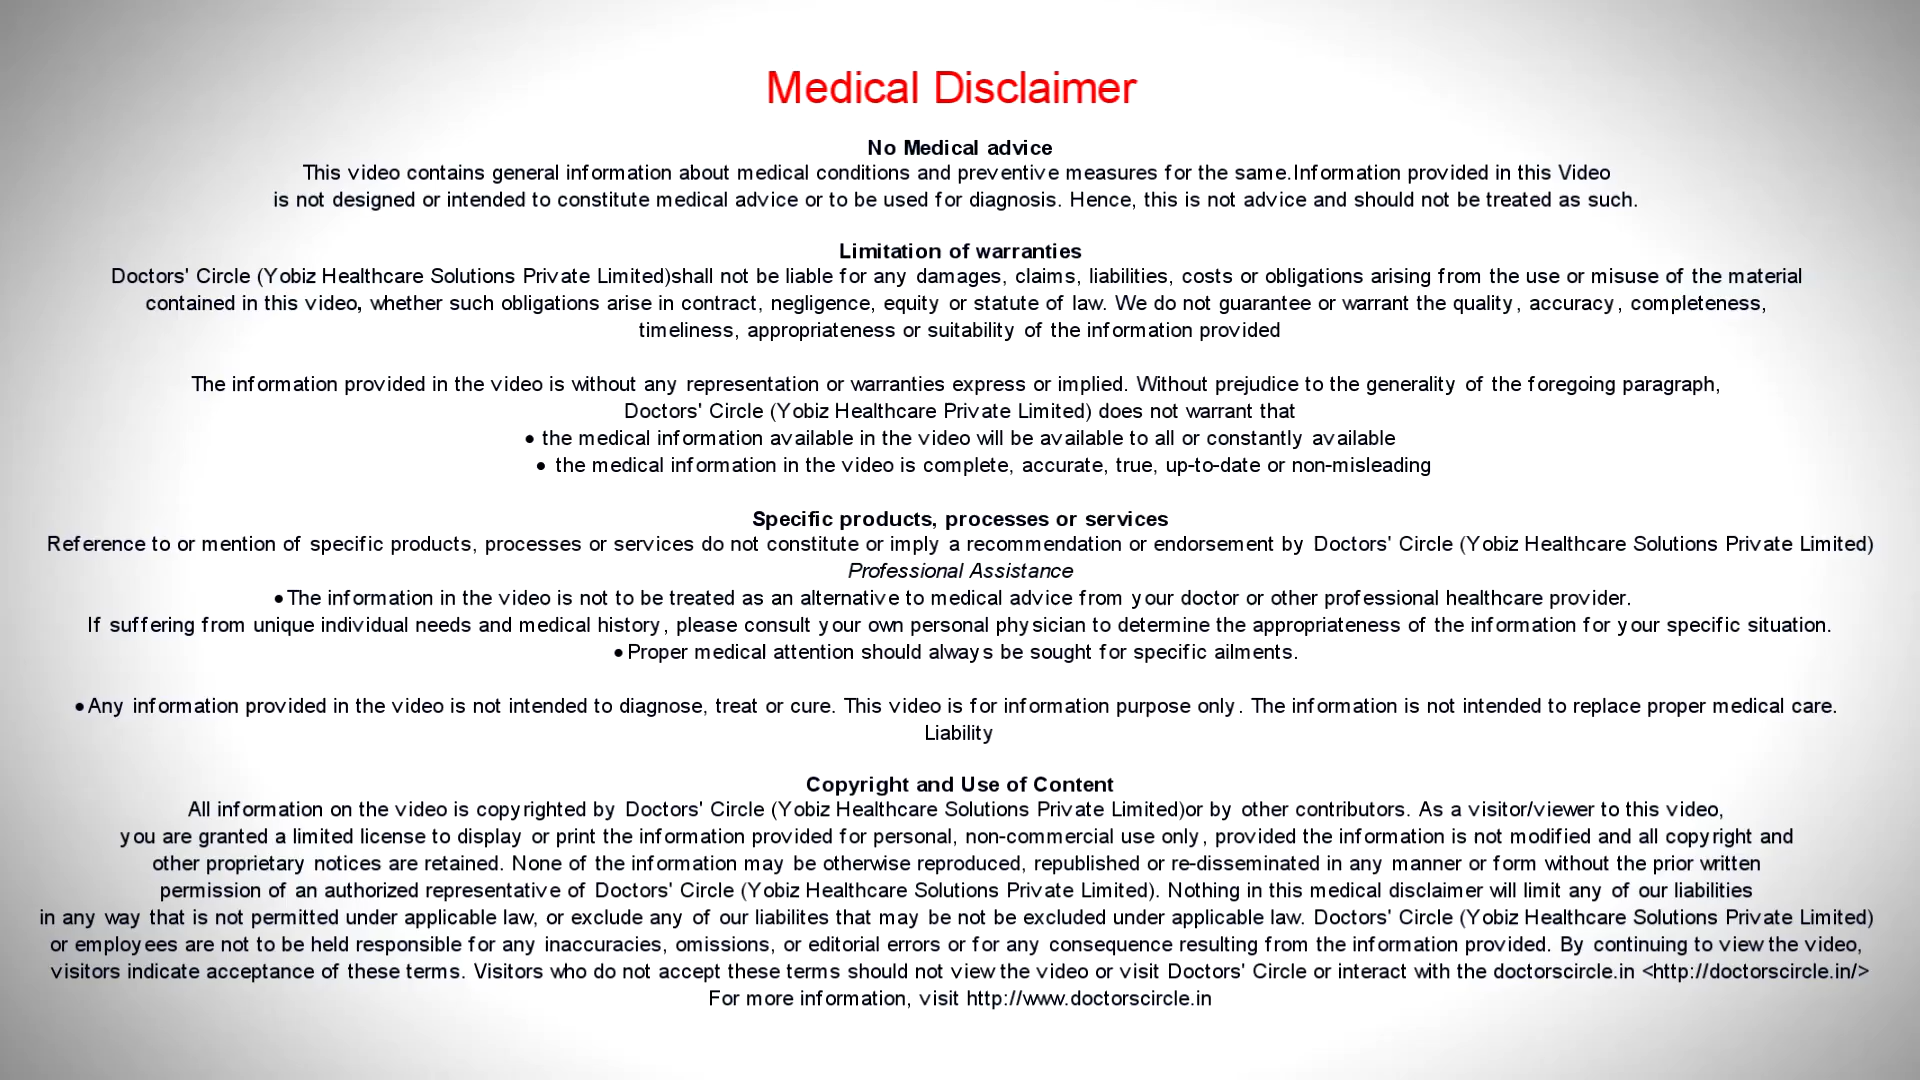 Medical Disclaimer
No Medical advice
This video contains general information about medical conditions and preventive measures for the same.Information provided in this Video
is not designed or intended to constitute medical advice or to be used for diagnosis. Hence, this is not advice and should not be treated as such.
Limitation of warranties
Doctors' Circle (Yobiz Healthcare Solutions Private Limited)shall not be liable for any damages, claims, liabilities, costs or obligations arising from the use or misuse of the material
contained in this video, whether such obligations arise in contract, negligence, equity or statute of law. We do not guarantee or warrant the quality, accuracy, completeness,
timeliness, appropriateness or suitability of the information provided
The information provided in the video is without any representation or warranties express or implied. Without prejudice to the generality of the foregoing paragraph,
Doctors' Circle (Yobiz Healthcare Private Limited) does not warrant that
• the medical information available in the video will be available to all or constantly available
• the medical information in the video is complete, accurate, true, up-to-date or non-misleading
Specific products, processes or services
Reference to or mention of specific products, processes or services do not constitute or imply a recommendation or endorsement by Doctors' Circle (Yobiz Healthcare Solutions Private Limited)
Professional Assistance
•The information in the video is not to be treated as an alternative to medical advice from your doctor or other professional healthcare provider.
If suffering from unique individual needs and medical history, please consult your own personal physician to determine the appropriateness of the information for your specific situation.
•Proper medical attention should always be sought for specific ailments.
•Any information provided in the video is not intended to diagnose, treat or cure. This video is for information purpose only. The information is not intended to replace proper medical care.
Liability
Copyright and Use of Content
All information on the video is copyrighted by Doctors' Circle (Yobiz Healthcare Solutions Private Limited)or by other contributors. As a visitor/viewer to this video,
you are granted a limited license to display or print the information provided for personal, non-commercial use only, provided the information is not modified and all copyright and
other proprietary notices are retained. None of the information may be otherwise reproduced, republished or re-disseminated in any manner or form without the prior written
permission of an authorized representative of Doctors' Circle (Yobiz Healthcare Solutions Private Limited). Nothing in this medical disclaimer will limit any of our liabilities
in any way that is not permitted under applicable law, or exclude any of our liabilites that may be not be excluded under applicable law. Doctors' Circle (Yobiz Healthcare Solutions Private Limited)
or employees are not to be held responsible for any inaccuracies, omissions, or editorial errors or for any consequence resulting from the information provided. By continuing to view the video,
visitors indicate acceptance of these terms. Visitors who do not accept these terms should not view the video or visit Doctors' Circle or interact with the doctorscircle.in <http://doctorscircle.in/>
For more information, visit http://www.doctorscircle.in